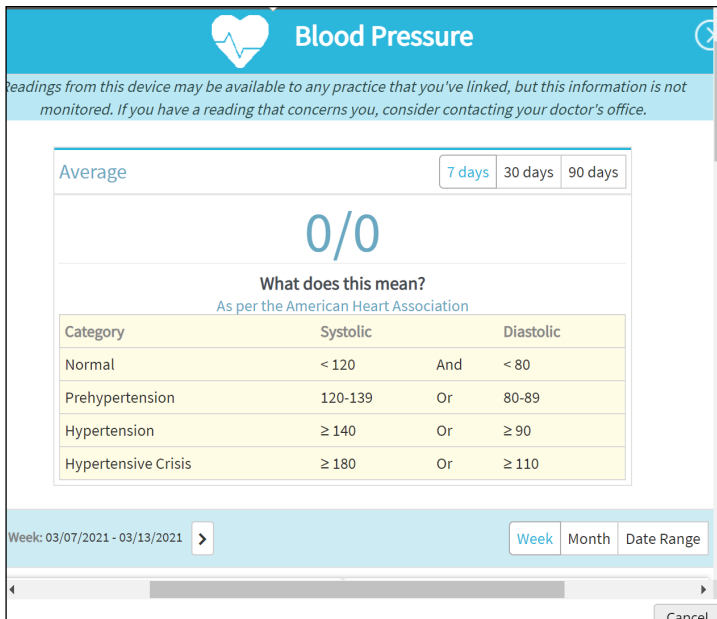 Blood Pressure
Readings from this device may be available to any practice that you've linked, but this information is not
monitored. If you have a reading that concerns you, consider contacting your doctor's office.
Average 7 days 30 days 90 days
0/0
What does this mean?
As per the American Heart Association
Category Systolic Diastolic
Normal < 120 And < 80
Prehypertension 120-139 Or 80-89
Hypertension ≥ 140 Or ≥ 90
Hypertensive Crisis ≥ 180 Or ≥ 110
Week: 03/07/2021 - 03/13/2021 Week Month Date Range
Cancel